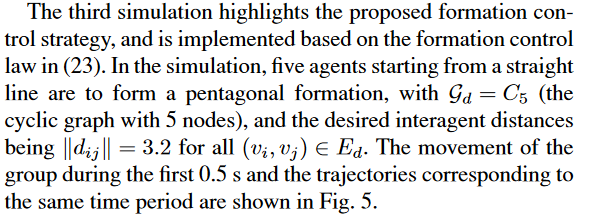 The third simulation highlights the proposed formation con-
trol strategy, and is implemented based on the formation control
law in (23). In the simulation, five agents starting from a straight
line are to form a pentagonal formation, with 𝒢_d = C_5 (the
cyclic graph with 5 nodes), and the desired interagent distances
being ||d_{ij}|| = 3.2 for all (v_i, v_j) ∈ E_d. The movement of the
group during the first 0.5 s and the trajectories corresponding to
the same time period are shown in Fig. 5.